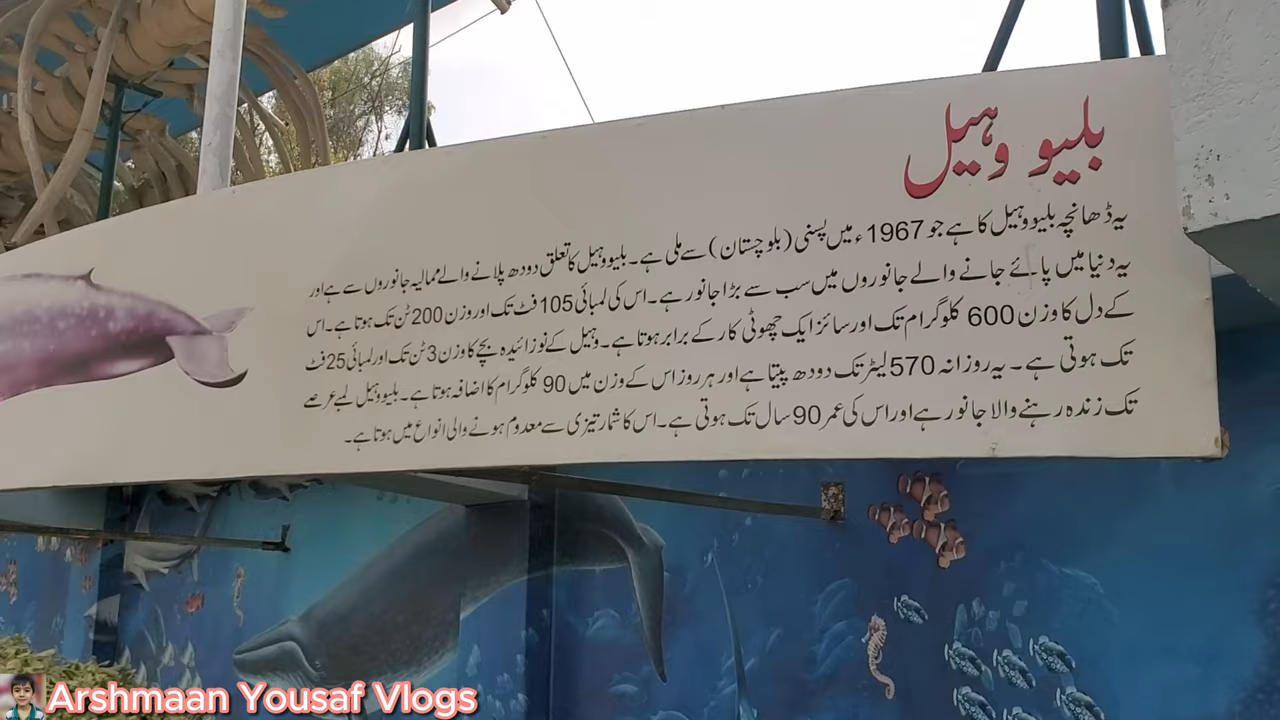 بلیو وہیل
یہ ڈھانچہ بلیو وہیل کا ہے جو 1967ء میں پسنی (بلوچستان) سے ملی ہے۔ بلیو وہیل کا تعلق دودھ پلانے والے ممالیہ جانوروں سے ہے اور
یہ دنیا میں پائے جانے والے جانوروں میں سب سے بڑا جانور ہے۔ اس کی لمبائی 105 فٹ تک اور وزن 200 ٹن تک ہوتا ہے۔ اس
کے دل کا وزن 600 کلوگرام تک اور سائز ایک چھوٹی کار کے برابر ہوتا ہے۔ وہیل کے نوزائیدہ بچے کا وزن 3 ٹن تک اور لمبائی 25 فٹ
تک ہوتی ہے۔ یہ روزانہ 570 لیٹر تک دودھ پیتا ہے اور ہر روز اس کے وزن میں 90 کلوگرام کا اضافہ ہوتا ہے۔ بلیو وہیل لمبے عرصے
تک زندہ رہنے والا جانور ہے اور اس کی عمر 90 سال تک ہوتی ہے۔ اس کا شمار تیزی سے معدوم ہونے والی انواع میں ہوتا ہے۔
Arshmaan Yousaf Vlogs